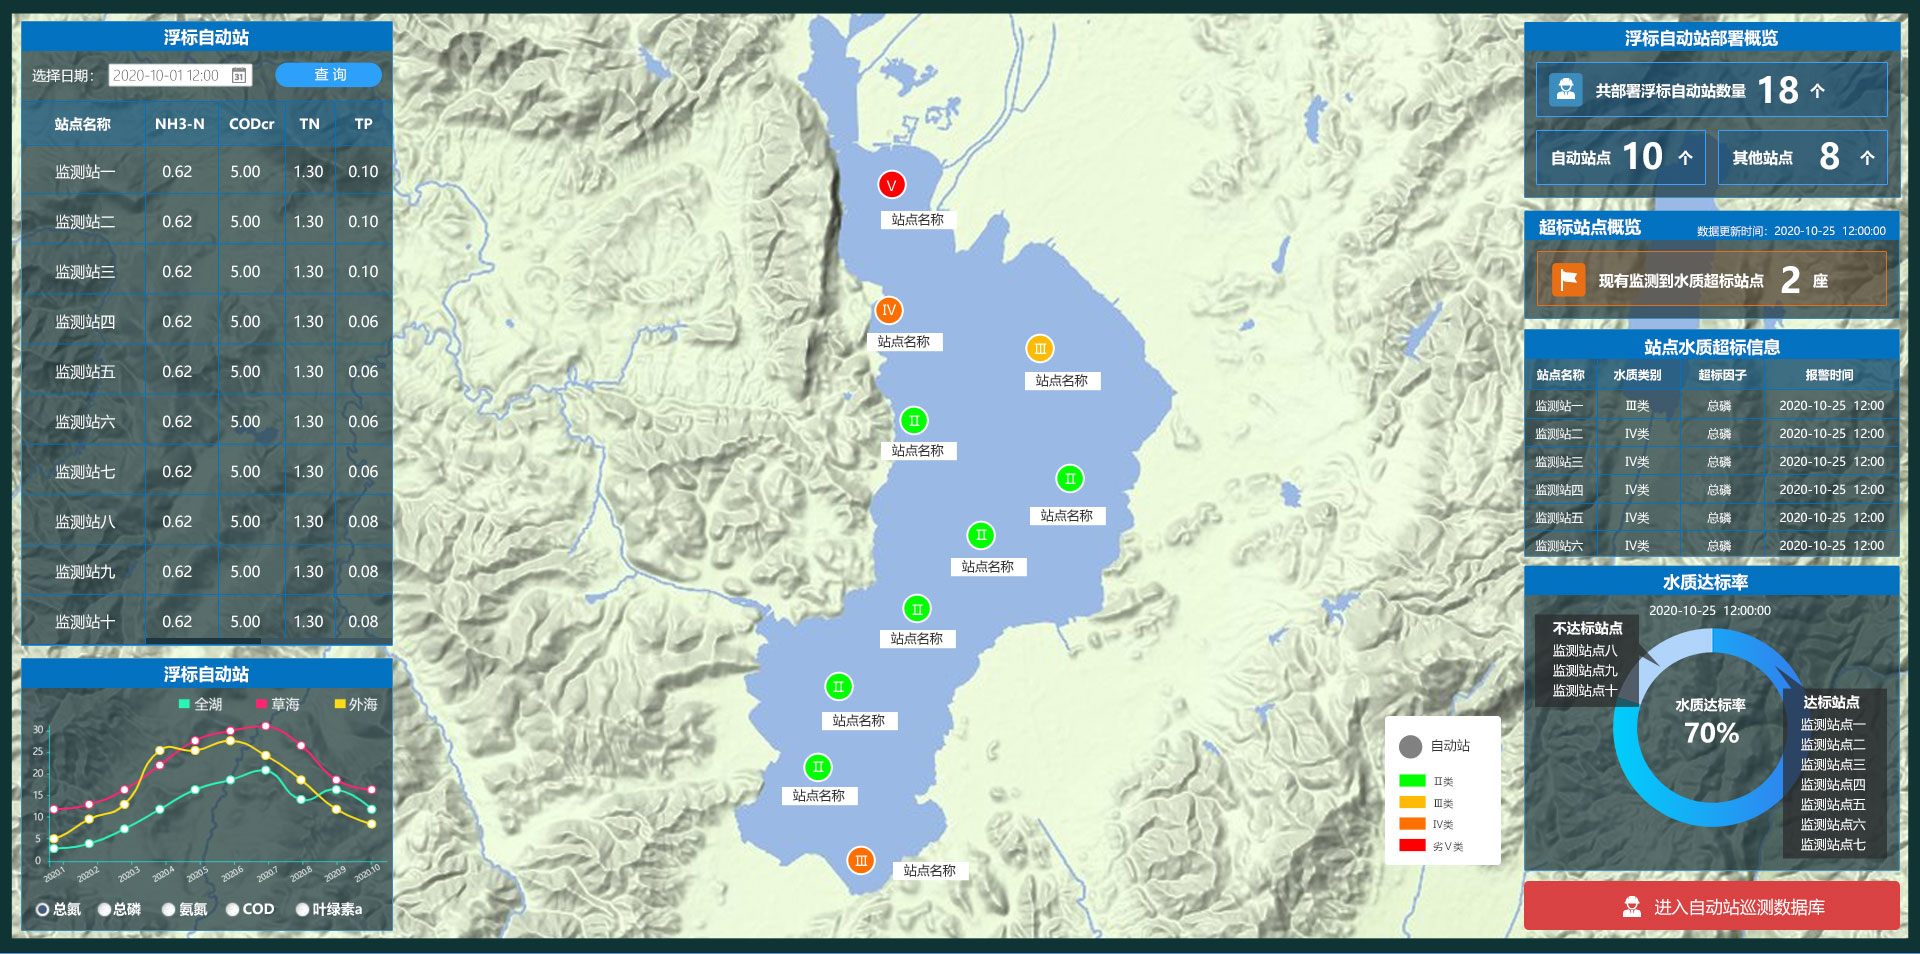 浮标自动站
选择日期： 2020-10-01 12:00 31 查 询
站点名称 NH3-N CODcr TN TP
监测站一 0.62 5.00 1.30 0.10
监测站二 0.62 5.00 1.30 0.10
监测站三 0.62 5.00 1.30 0.10
监测站四 0.62 5.00 1.30 0.06
监测站五 0.62 5.00 1.30 0.06
监测站六 0.62 5.00 1.30 0.06
监测站七 0.62 5.00 1.30 0.06
监测站八 0.62 5.00 1.30 0.08
监测站九 0.62 5.00 1.30 0.08
监测站十 0.62 5.00 1.30 0.08
浮标自动站
全湖 草海 外海
30
25
20
15
10
5
0
2020.1 2020.2 2020.3 2020.4 2020.5 2020.6 2020.7 2020.8 2020.9 2020.10
总氮 总磷 氨氮 COD 叶绿素a
V
站点名称
IV
站点名称
III
站点名称
II
站点名称
II
站点名称
II
站点名称
II
站点名称
II
站点名称
II
站点名称
III
站点名称
自动站
II类
III类
IV类
劣V类
浮标自动站部署概览
共部署浮标自动站数量 18 个
自动站点 10 个
其他站点 8 个
超标站点概览 数据更新时间：2020-10-25 12:00:00
现有监测到水质超标站点 2 座
站点水质超标信息
站点名称 水质类别 超标因子 报警时间
监测站一 III类 总磷 2020-10-25 12:00
监测站二 IV类 总磷 2020-10-25 12:00
监测站三 IV类 总磷 2020-10-25 12:00
监测站四 IV类 总磷 2020-10-25 12:00
监测站五 IV类 总磷 2020-10-25 12:00
监测站六 IV类 总磷 2020-10-25 12:00
水质达标率
2020-10-25 12:00:00
不达标站点
监测站点八
监测站点九
监测站点十
水质达标率
70%
达标站点
监测站点一
监测站点二
监测站点三
监测站点四
监测站点五
监测站点六
监测站点七
进入自动站巡测数据库